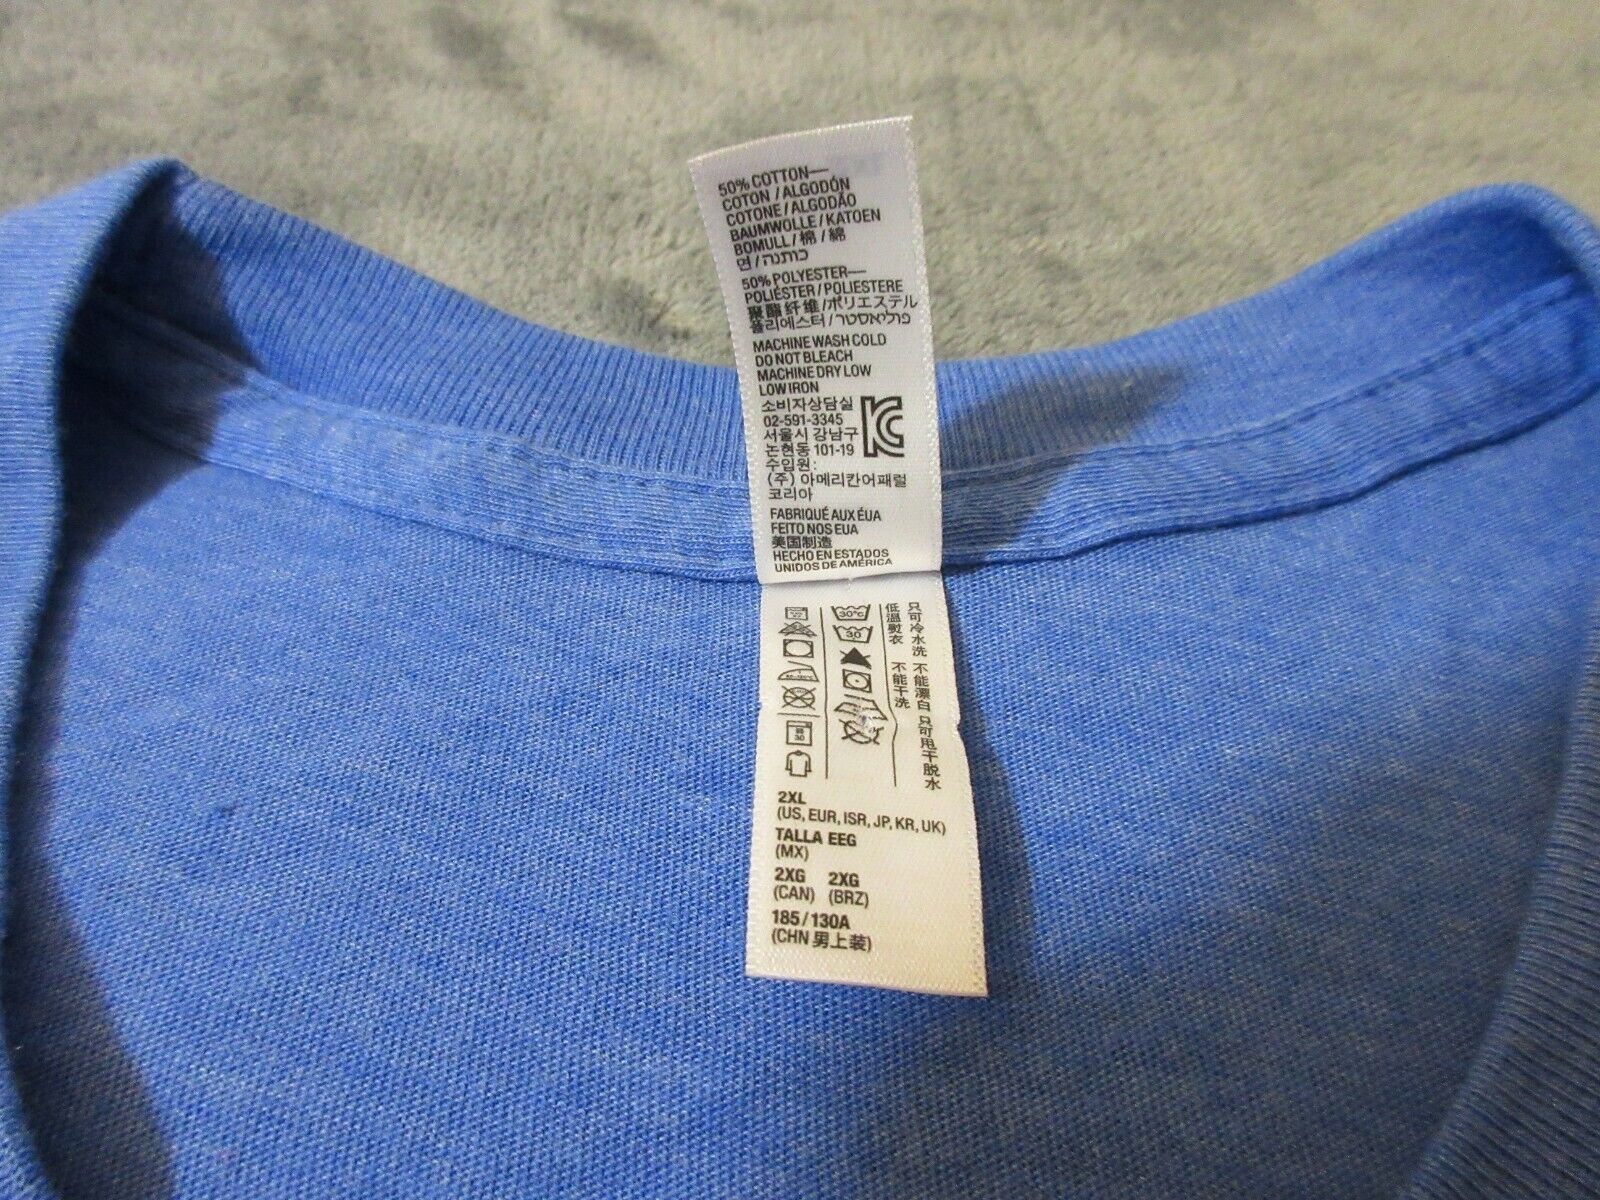 50% COTTON—
COTON / ALGODÓN
COTONE / ALGODÃO
BAUMWOLLE / KATOEN
BOMULL / 棉 / 綿
면 / כותנה
50% POLYESTER—
POLIÉSTER / POLIESTERE
聚酯纤维 / ポリエステル
폴리에스터 / פוליאסטר
MACHINE WASH COLD
DO NOT BLEACH
MACHINE DRY LOW
LOW IRON
소비자상담실
02-591-3345
서울시 강남구
논현동 101-19
수입원:
(주) 아메리칸어패럴
코리아
KC
FABRIQUÉ AUX ÉUA
FEITO NOS EUA
美国制造
HECHO EN ESTADOS
UNIDOS DE AMÉRICA
30°C
30
30
只可冷水洗 不能漂白 只可甩干脱水
低溫熨衣 不能干洗
2XL
(US, EUR, ISR, JP, KR, UK)
TALLA EEG
(MX)
2XG 2XG
(CAN) (BRZ)
185 / 130A
(CHN 男上装)